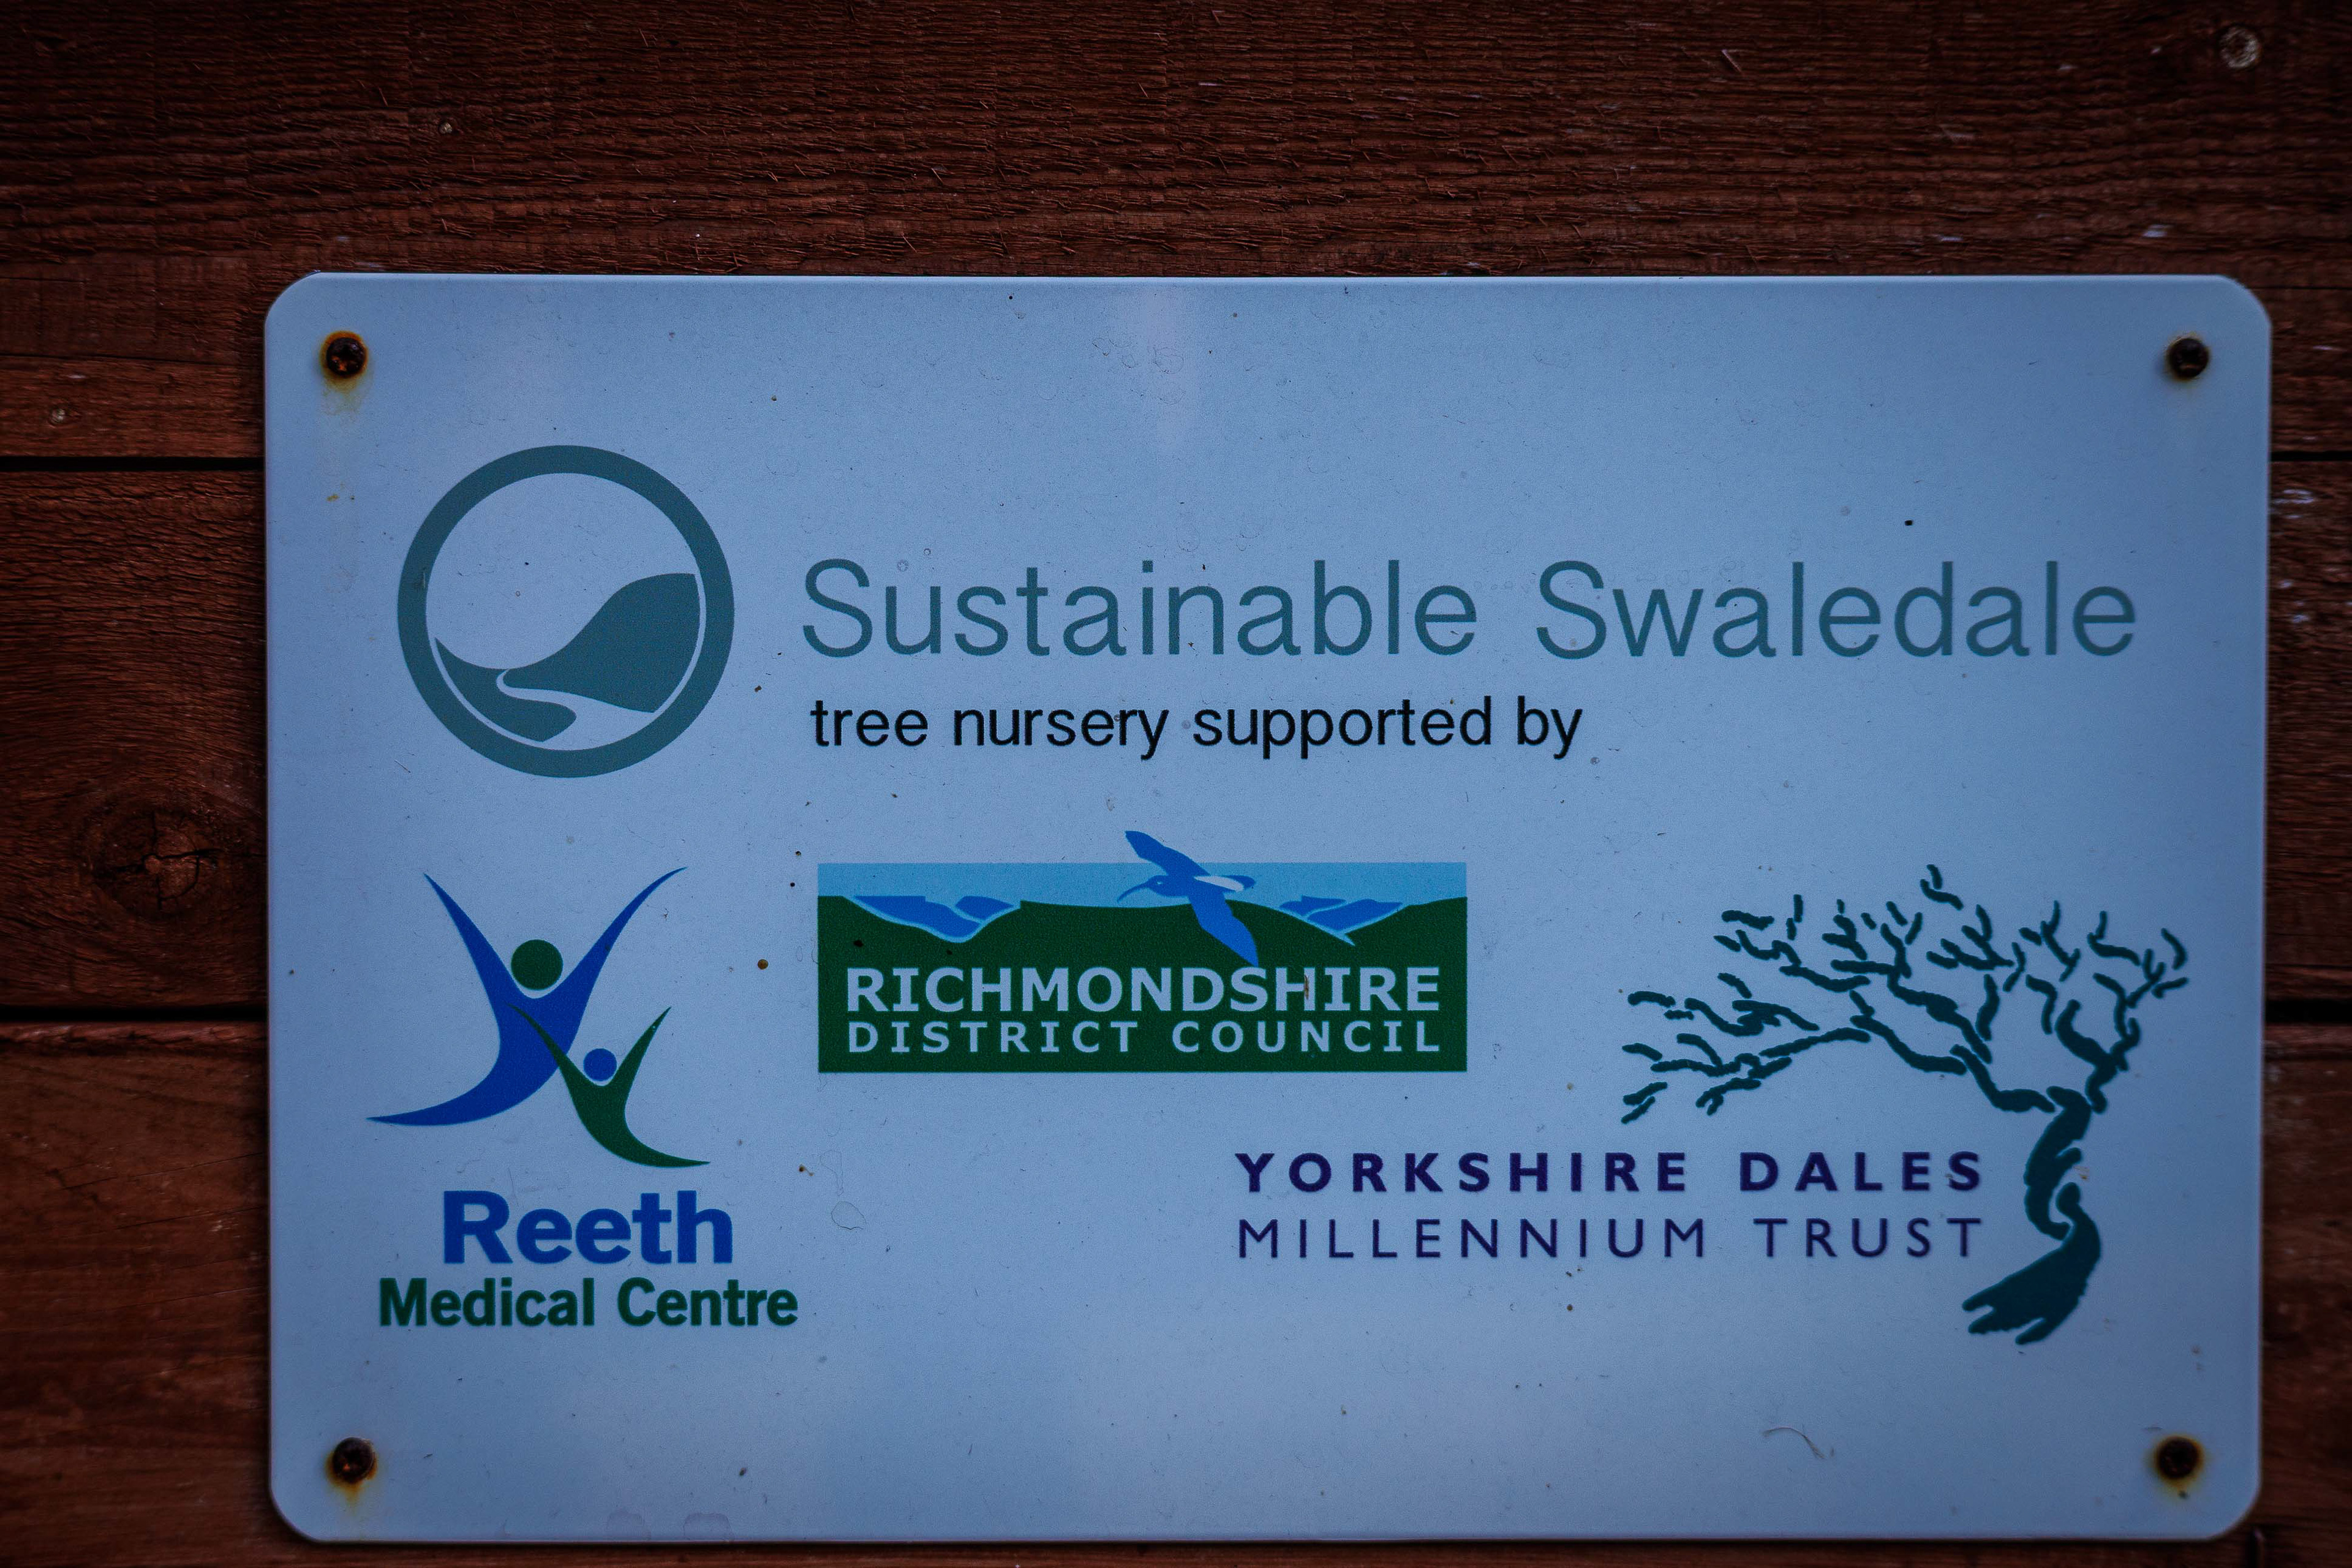 Sustainable Swaledale
tree nursery supported by
RICHMONDSHIRE
DISTRICT COUNCIL
Reeth
Medical Centre
YORKSHIRE DALES
MILLENNIUM TRUST